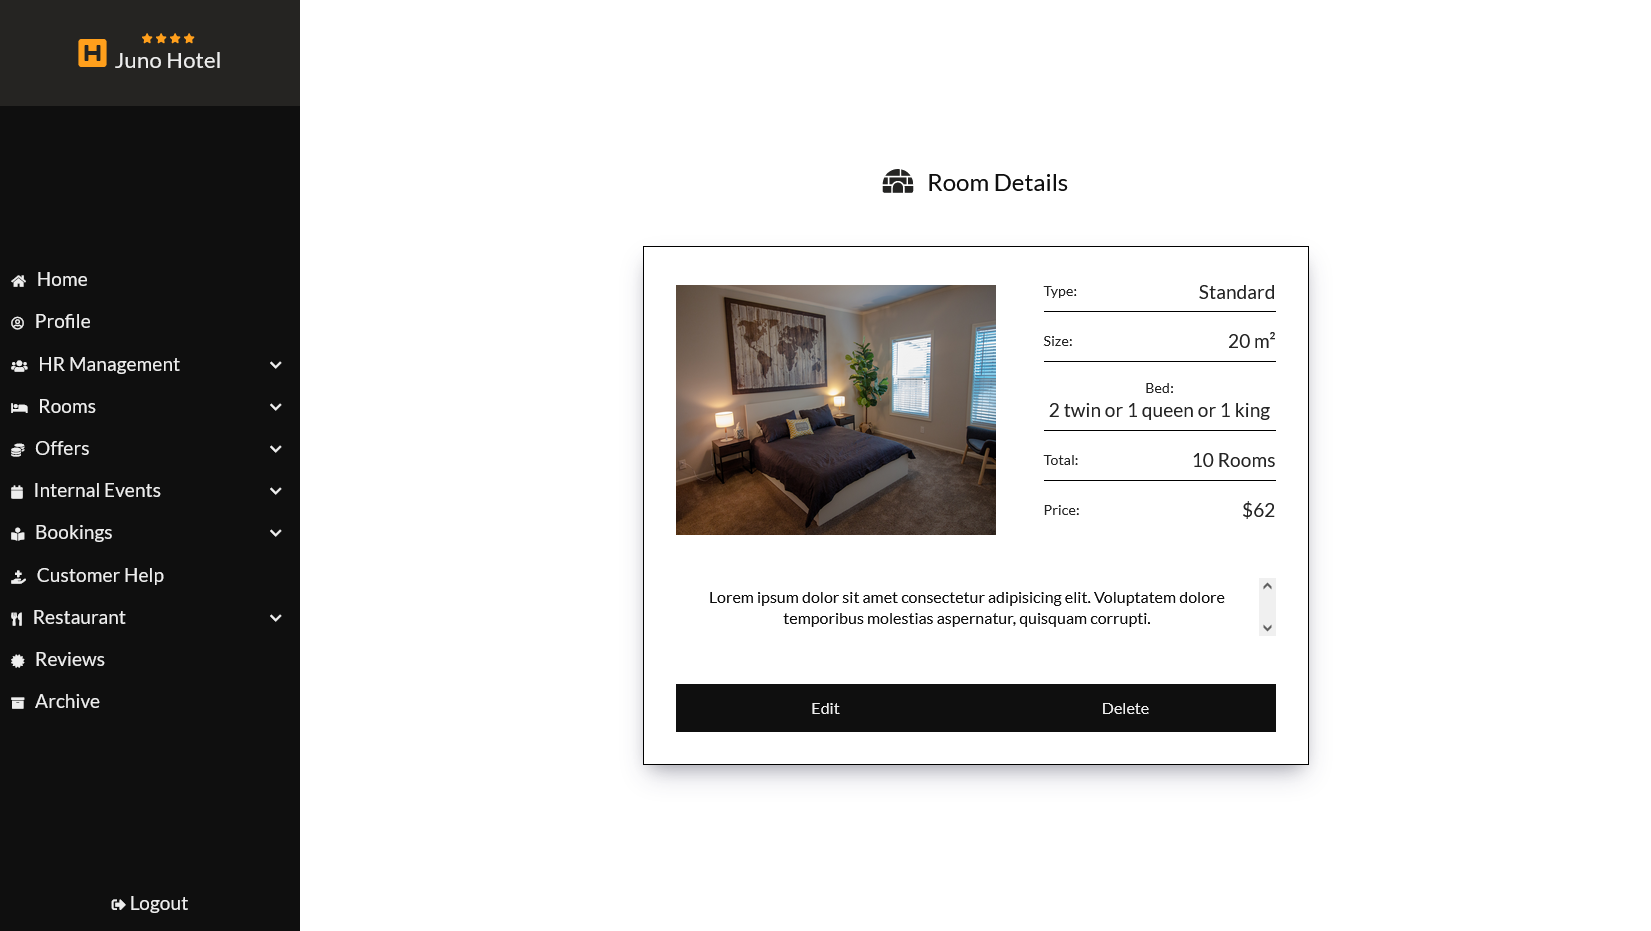 H
Juno Hotel
Home
Profile
HR Management
Rooms
Offers
Internal Events
Bookings
Customer Help
Restaurant
Reviews
Archive
Logout
Room Details
Type: Standard
Size: 20 m²
Bed:
2 twin or 1 queen or 1 king
Total: 10 Rooms
Price: $62
Lorem ipsum dolor sit amet consectetur adipisicing elit. Voluptatem dolore
temporibus molestias aspernatur, quisquam corrupti.
Edit Delete